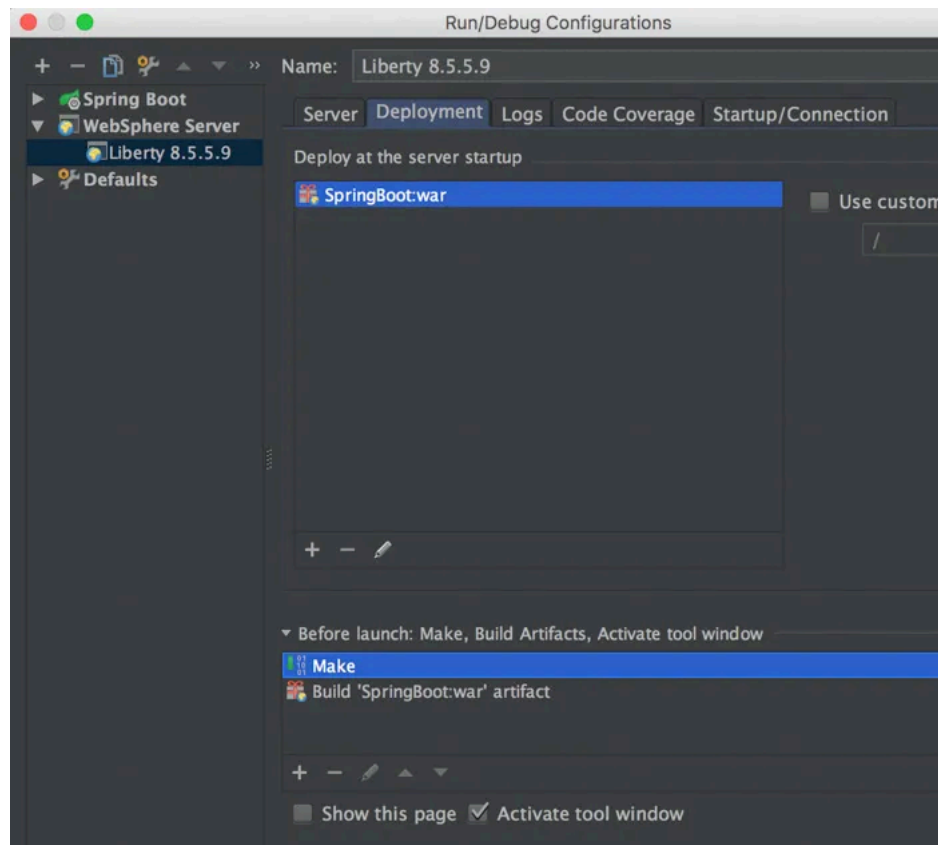 Run/Debug Configurations
Name: Liberty 8.5.5.9
Spring Boot
WebSphere Server
Liberty 8.5.5.9
Defaults
Server Deployment Logs Code Coverage Startup/Connection
Deploy at the server startup
SpringBoot:war
Use custom
/
Before launch: Make, Build Artifacts, Activate tool window
Make
Build 'SpringBoot:war' artifact
Show this page Activate tool window